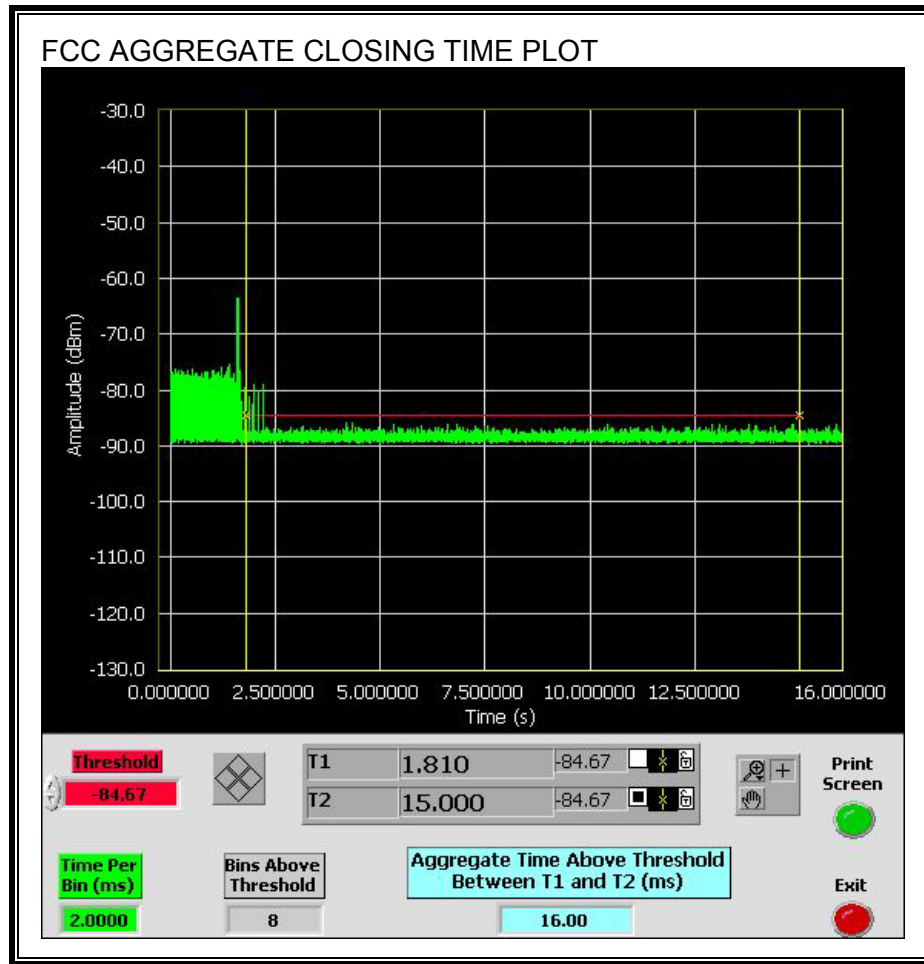 FCC AGGREGATE CLOSING TIME PLOT
-30.0
-40.0
-50.0
-60.0
-70.0
-80.0
-90.0
-100.0
-110.0
-120.0
-130.0
Amplitude (dBm)
0.000000 2.500000 5.000000 7.500000 10.000000 12.500000 16.000000
Time (s)
Threshold
-84.67
T1 1.810 -84.67
T2 15.000 -84.67
Print
Screen
Time Per
Bin (ms)
2.0000
Bins Above
Threshold
8
Aggregate Time Above Threshold
Between T1 and T2 (ms)
16.00
Exit